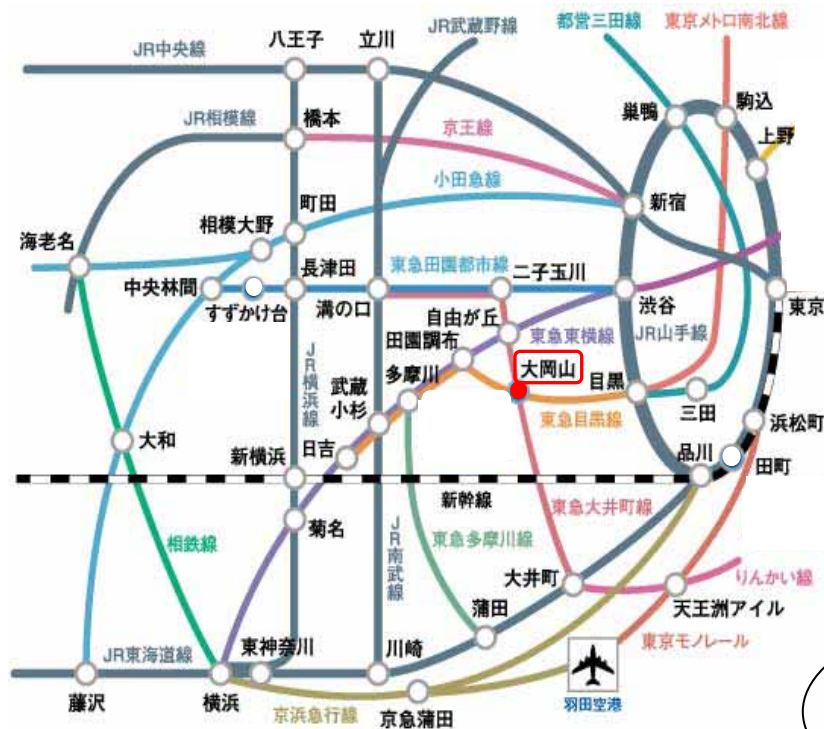 都営三田線
東京メトロ南北線
JR武蔵野線
八王子
立川
JR中央線
JR相模線
橋本
京王線
巣鴨
駒込
上野
小田急線
町田
新宿
相模大野
海老名
中央林間
すずかけ台
長津田
東急田園都市線
溝の口
二子玉川
渋谷
東京
自由が丘
東急東横線
JR山手線
田園調布
大岡山
目黒
多摩川
JR横浜線
武蔵
小杉
東急目黒線
三田
浜松町
大和
日吉
新横浜
品川
田町
新幹線
菊名
東急大井町線
相鉄線
JR南武線
東急多摩川線
大井町
りんかい線
天王洲アイル
蒲田
東神奈川
川崎
東京モノレール
JR東海道線
藤沢
横浜
京浜急行線
京急蒲田
羽田空港